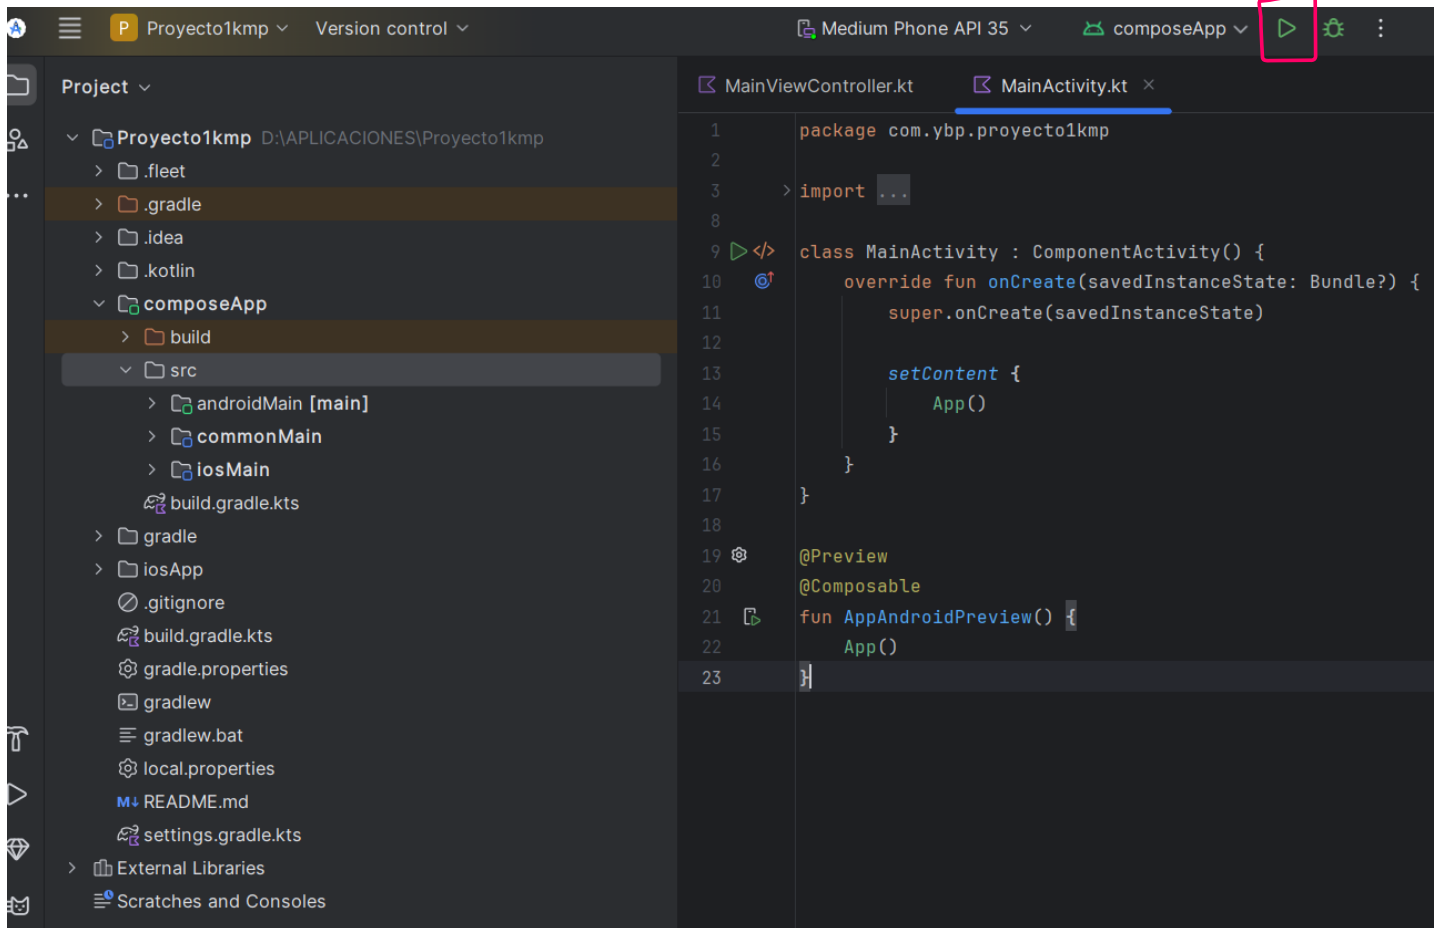 P Proyecto1kmp Version control Medium Phone API 35 composeApp
Project
MainViewController.kt MainActivity.kt
Proyecto1kmp D:\APLICACIONES\Proyecto1kmp
.fleet
.gradle
.idea
.kotlin
composeApp
build
src
androidMain [main]
commonMain
iosMain
build.gradle.kts
gradle
iosApp
.gitignore
build.gradle.kts
gradle.properties
gradlew
gradlew.bat
local.properties
M↓ README.md
settings.gradle.kts
External Libraries
Scratches and Consoles
1 package com.ybp.proyecto1kmp
2
3 import ...
8
9 class MainActivity : ComponentActivity() {
10 override fun onCreate(savedInstanceState: Bundle?) {
11 super.onCreate(savedInstanceState)
12
13 setContent {
14 App()
15 }
16 }
17 }
18
19 @Preview
20 @Composable
21 fun AppAndroidPreview() {
22 App()
23 }